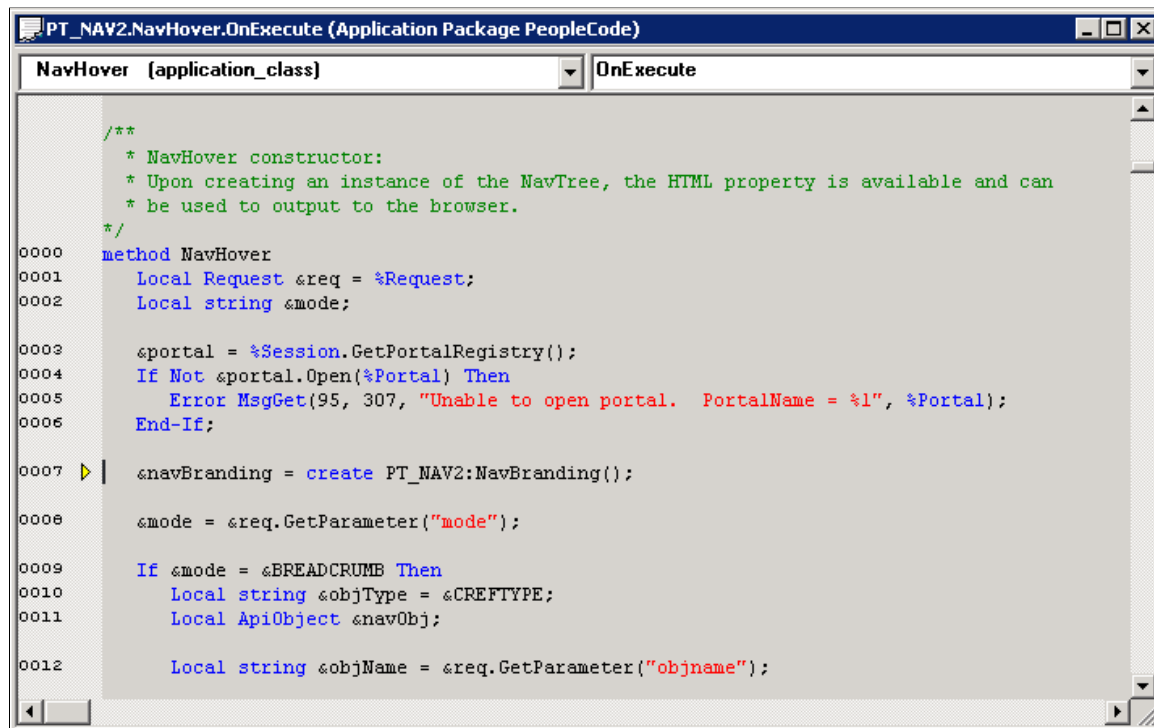 PT_NAV2.NavHover.OnExecute (Application Package PeopleCode)
NavHover (application_class) OnExecute
/**
* NavHover constructor:
* Upon creating an instance of the NavTree, the HTML property is available and can
* be used to output to the browser.
*/
0000 method NavHover
0001 Local Request &req = %Request;
0002 Local string &mode;
0003 &portal = %Session.GetPortalRegistry();
0004 If Not &portal.Open(%Portal) Then
0005 Error MsgGet(95, 307, "Unable to open portal.  PortalName = %1", %Portal);
0006 End-If;
0007 &navBranding = create PT_NAV2:NavBranding();
0008 &mode = &req.GetParameter("mode");
0009 If &mode = &BREADCRUMB Then
0010 Local string &objType = &CREFTYPE;
0011 Local ApiObject &navObj;
0012 Local string &objName = &req.GetParameter("objname");